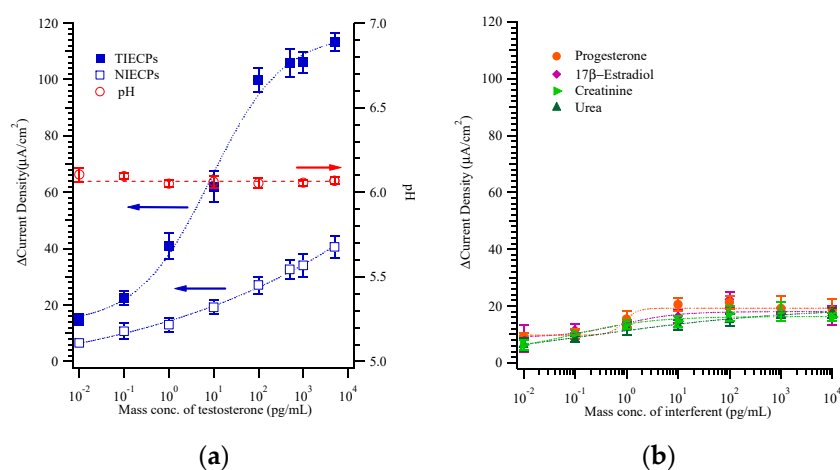 120
100
80
60
40
20
0
ΔCurrent Density(µA/cm²)
TIECPs
NIECPs
pH
7.0
6.5
6.0
5.5
5.0
pH
10⁻² 10⁻¹ 10⁰ 10¹ 10² 10³ 10⁴
Mass conc. of testosterone (pg/mL)
(a)
120
100
80
60
40
20
0
ΔCurrent Density (µA/cm²)
Progesterone
17β−Estradiol
Creatinine
Urea
10⁻² 10⁻¹ 10⁰ 10¹ 10² 10³ 10⁴
Mass conc. of interferent (pg/mL)
(b)